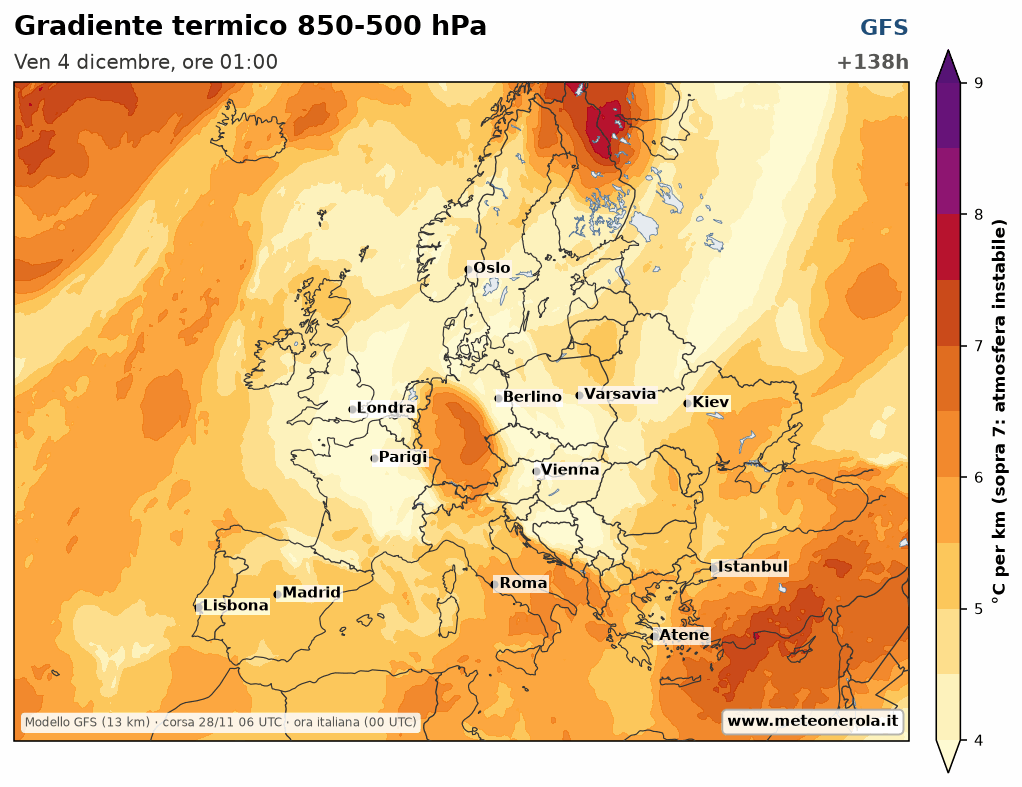 Gradiente termico 850-500 hPa
GFS
Ven 4 dicembre, ore 01:00
+138h
Oslo
Londra
Berlino
Varsavia
Kiev
Parigi
Vienna
Istanbul
Roma
Madrid
Lisbona
Atene
Modello GFS (13 km) · corsa 28/11 06 UTC · ora italiana (00 UTC)
www.meteonerola.it
9
8
7
6
5
4
°C per km (sopra 7: atmosfera instabile)